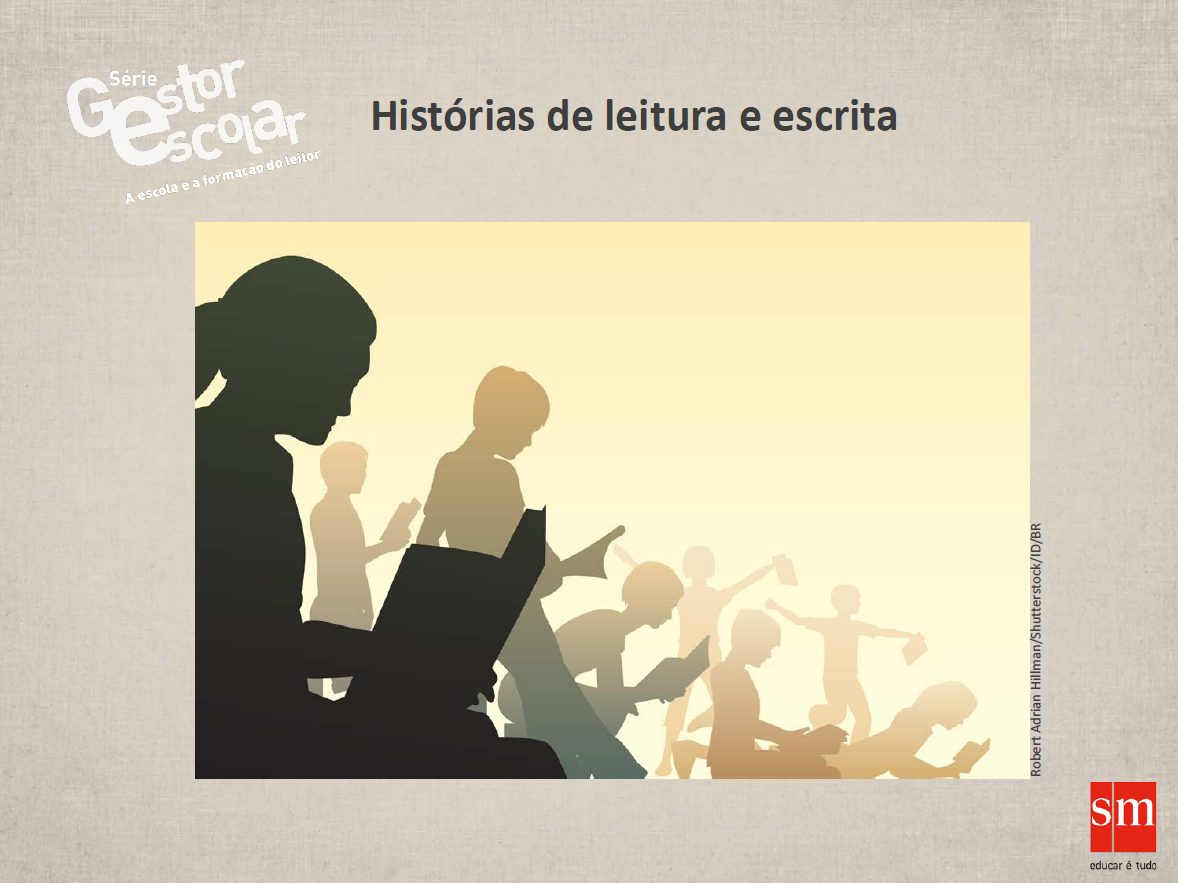 Série
Gestor
escolar
A escola e a formação do leitor
Histórias de leitura e escrita
Robert Adrian Hillman/Shutterstock/ID/BR
sm
educar é tudo